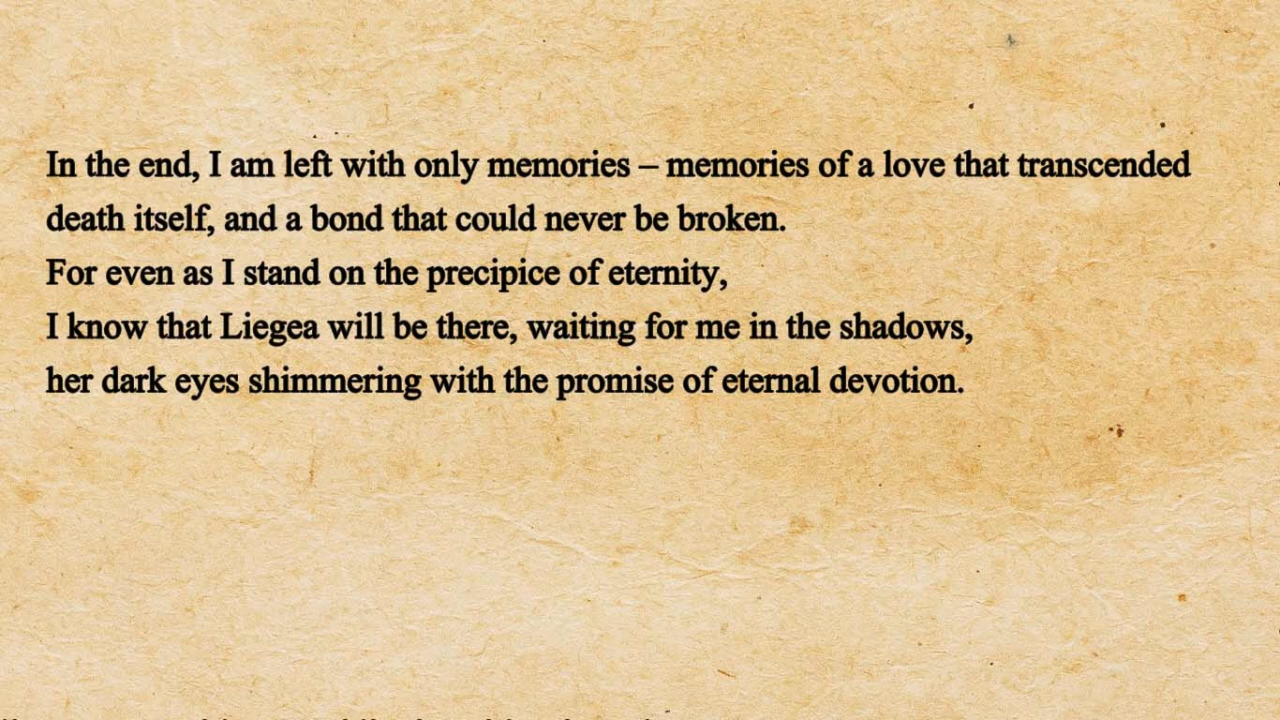 In the end, I am left with only memories – memories of a love that transcended
death itself, and a bond that could never be broken.
For even as I stand on the precipice of eternity,
I know that Liegea will be there, waiting for me in the shadows,
her dark eyes shimmering with the promise of eternal devotion.